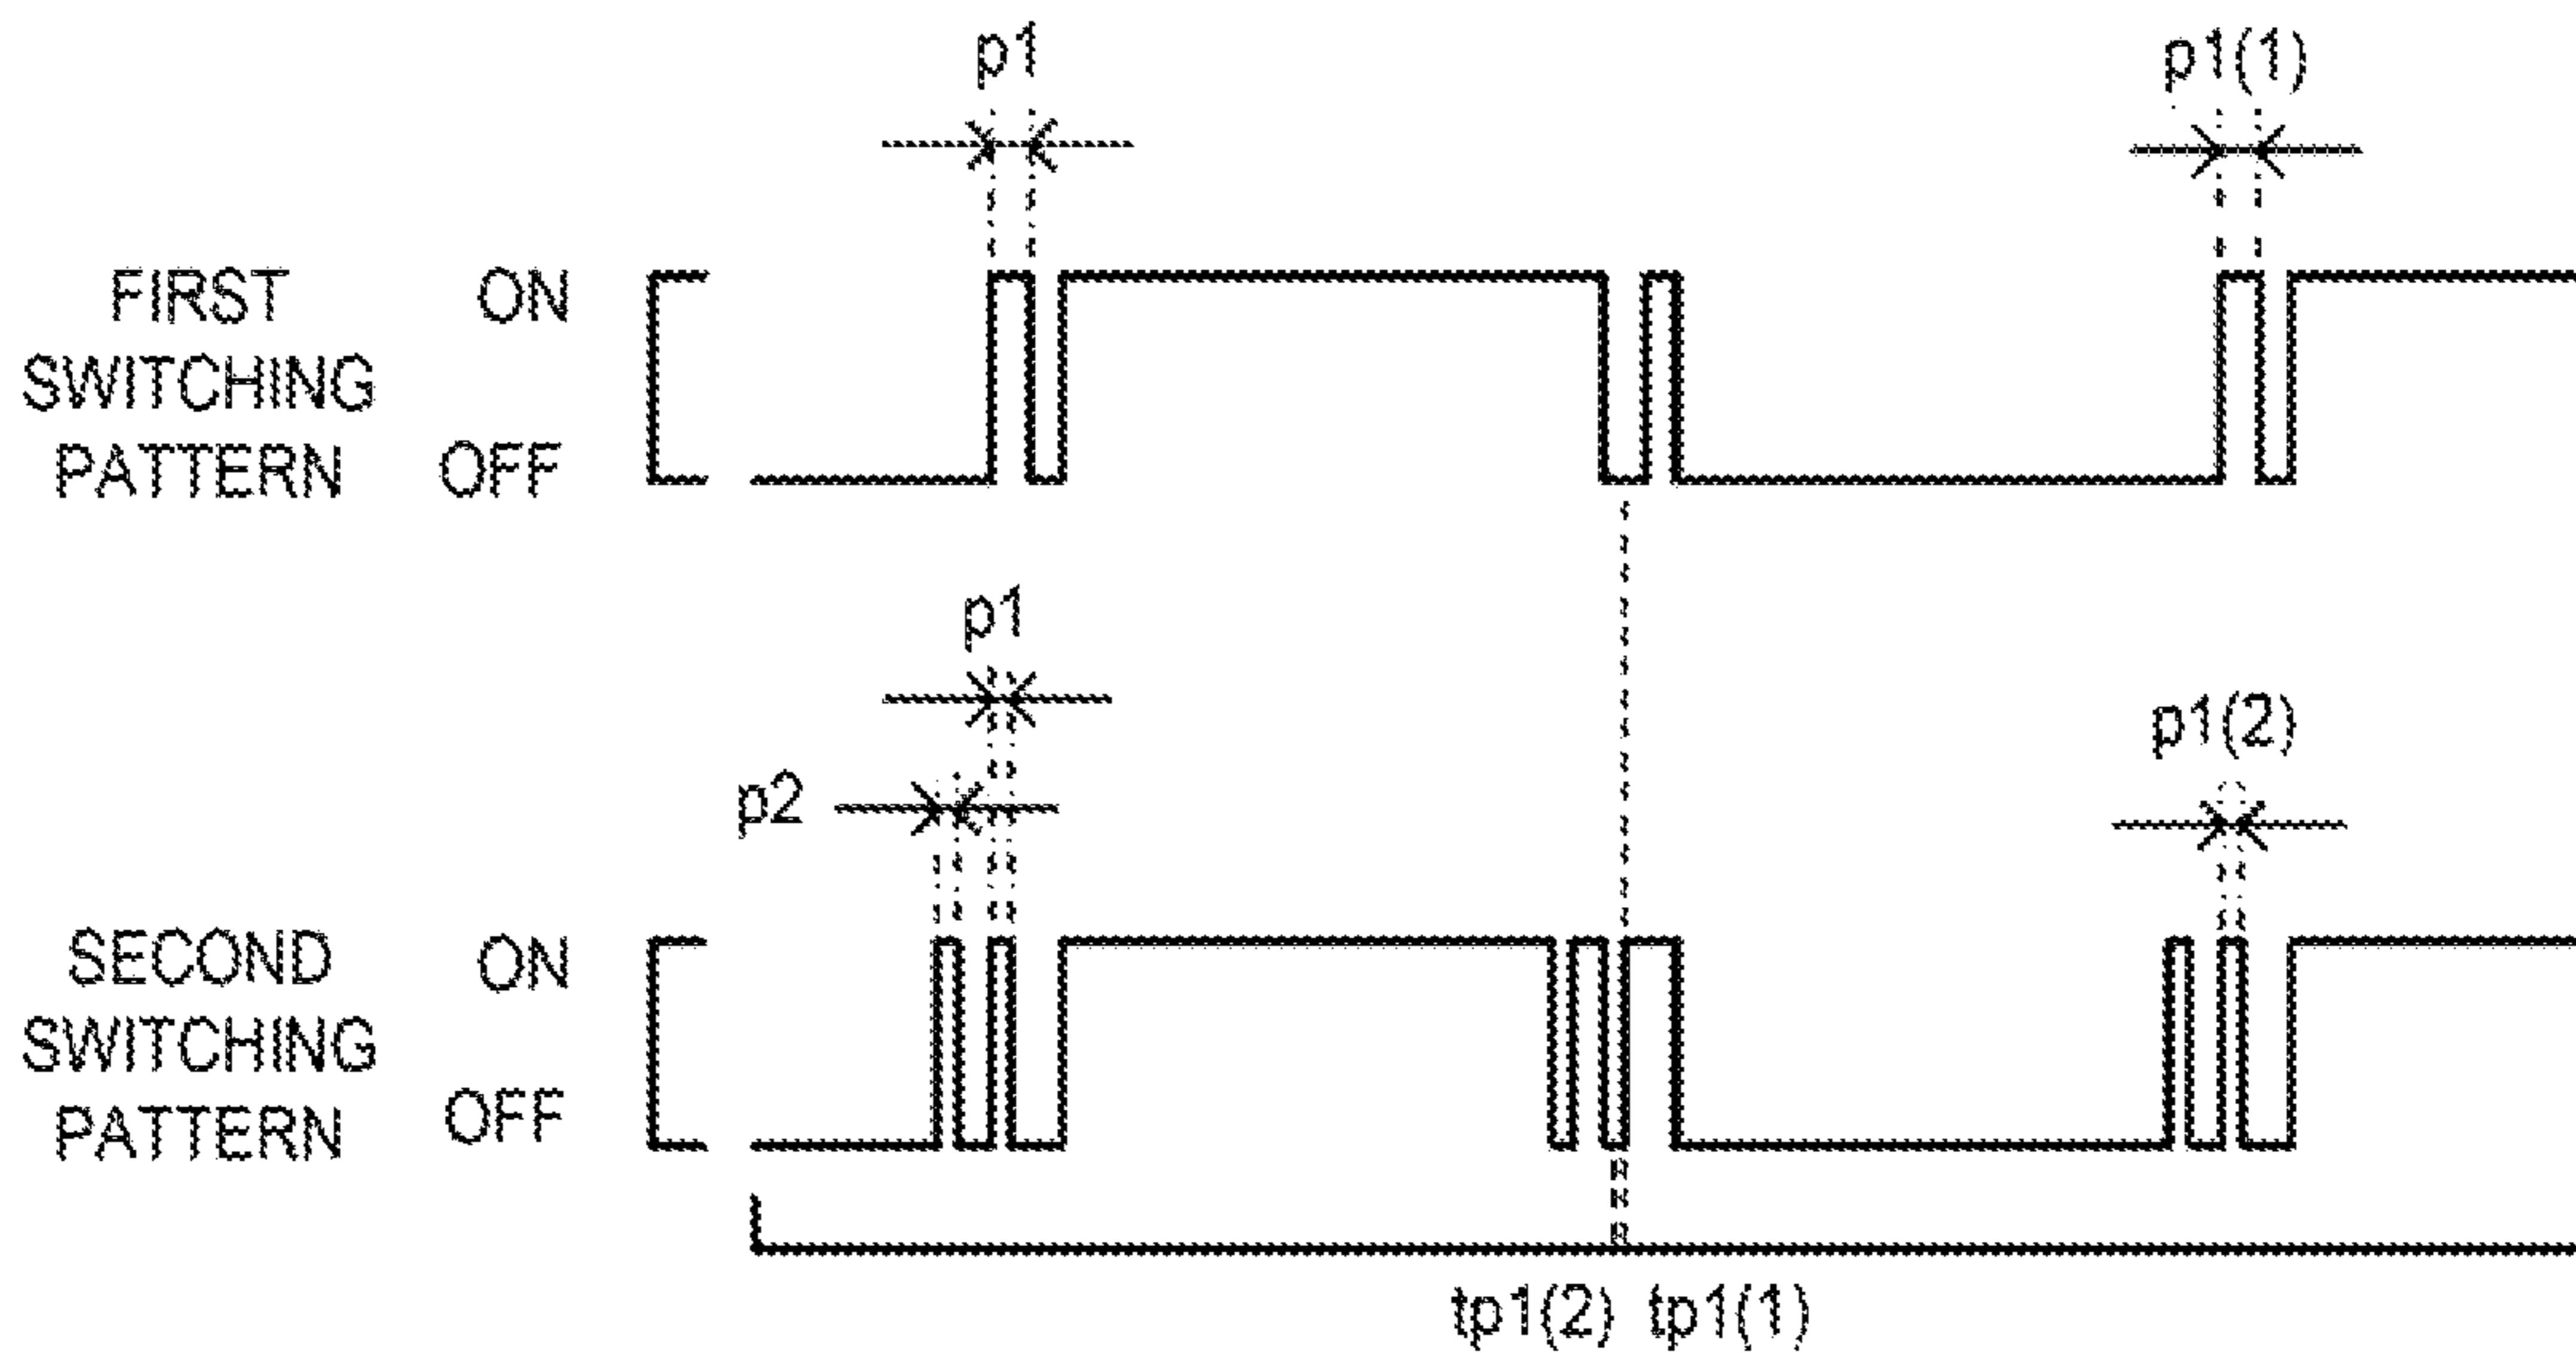 p1
p1(1)
FIRST
SWITCHING
PATTERN
ON
OFF
p1
p2
p1(2)
SECOND
SWITCHING
PATTERN
ON
OFF
tp1(2) tp1(1)